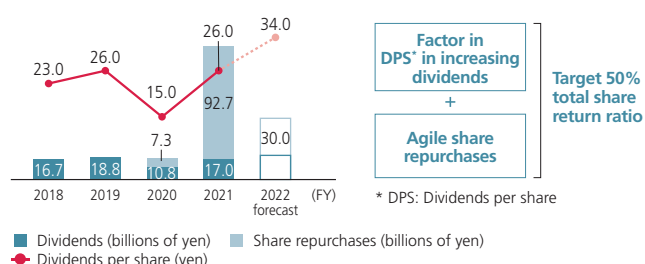 23.0
26.0
15.0
26.0
34.0
92.7
7.3
30.0
16.7
18.8
10.8
17.0
2018 2019 2020 2021 2022 (FY)
forecast
Dividends (billions of yen) Share repurchases (billions of yen)
Dividends per share (yen)
Factor in
DPS* in increasing
dividends
+
Agile share
repurchases
Target 50%
total share
return ratio
* DPS: Dividends per share